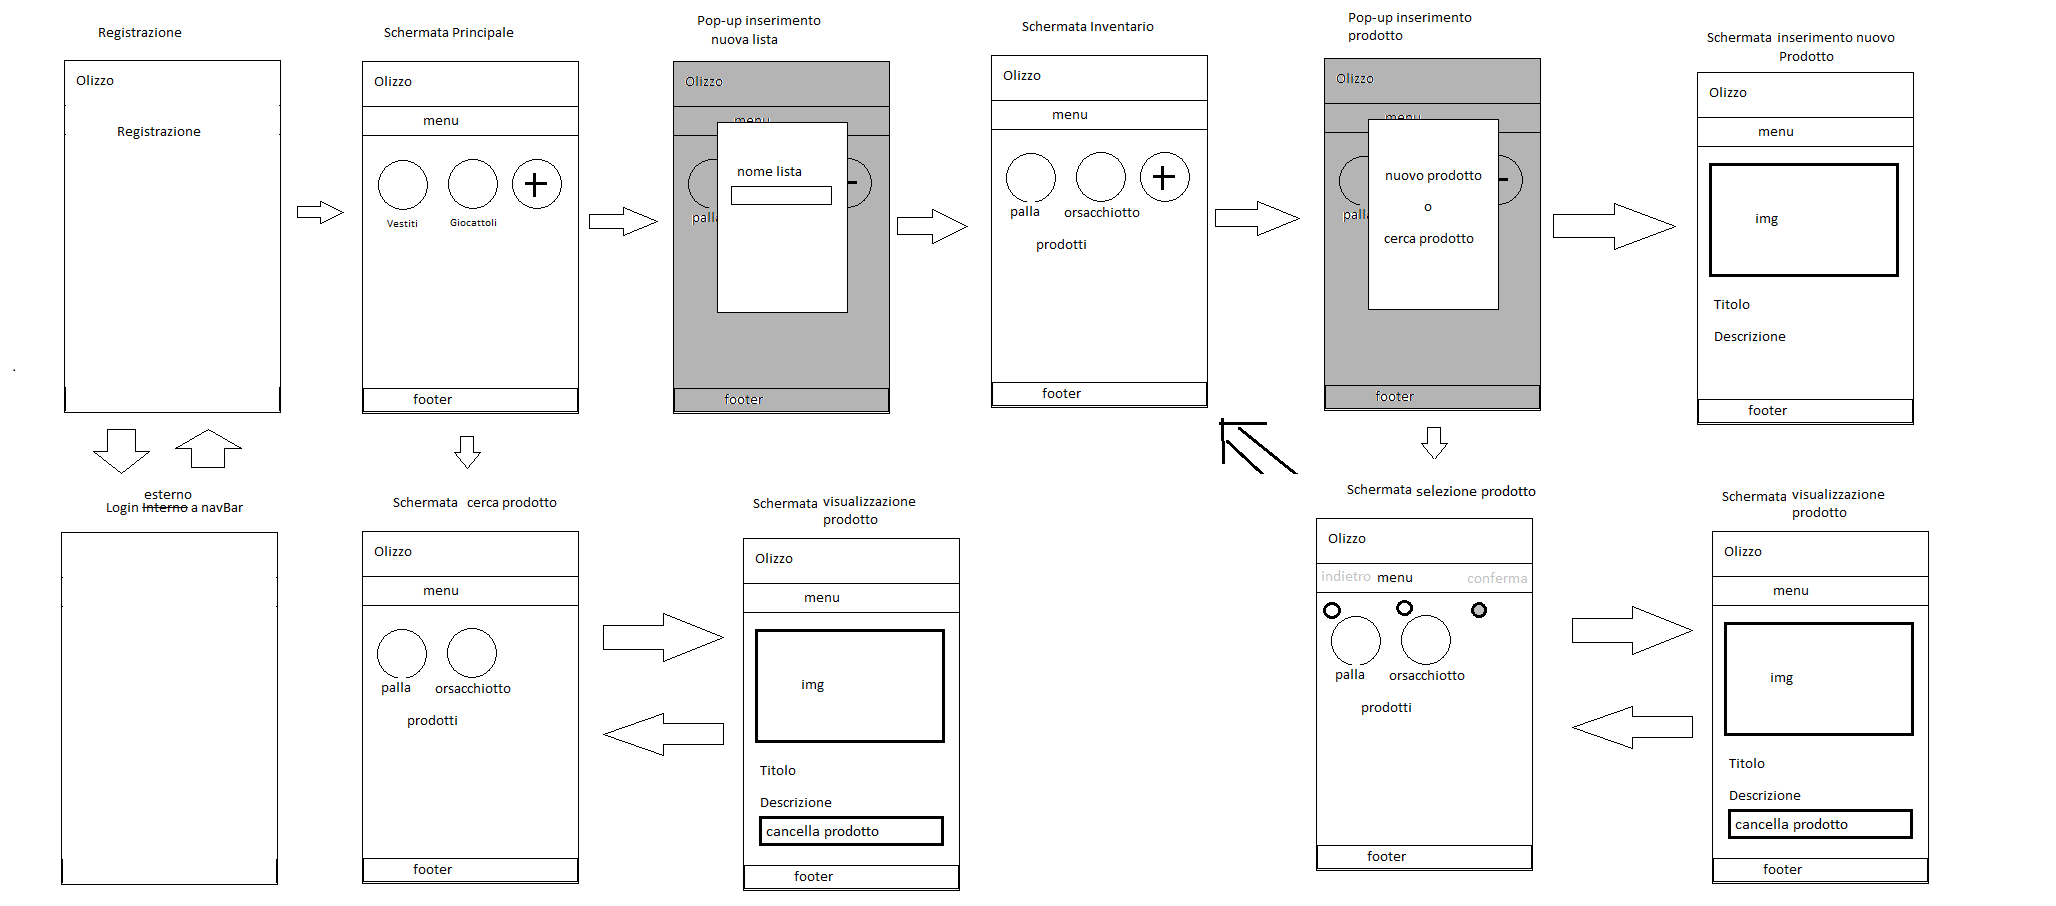 Registrazione
Olizzo
Registrazione
Schermata Principale
Olizzo
menu
Vestiti
Giocattoli
footer
Pop-up inserimento
nuova lista
Olizzo
menu
nome lista
palla
footer
Schermata Inventario
Olizzo
menu
palla
orsacchiotto
prodotti
footer
Pop-up inserimento
prodotto
Olizzo
menu
nuovo prodotto
o
cerca prodotto
palla
footer
Schermata inserimento nuovo
Prodotto
Olizzo
menu
img
Titolo
Descrizione
footer
esterno
Login Interno a navBar
Schermata cerca prodotto
Olizzo
menu
palla
orsacchiotto
prodotti
footer
Schermata visualizzazione
prodotto
Olizzo
menu
img
Titolo
Descrizione
cancella prodotto
footer
Schermata selezione prodotto
Olizzo
indietro menu conferma
palla
orsacchiotto
prodotti
footer
Schermata visualizzazione
prodotto
Olizzo
menu
img
Titolo
Descrizione
cancella prodotto
footer